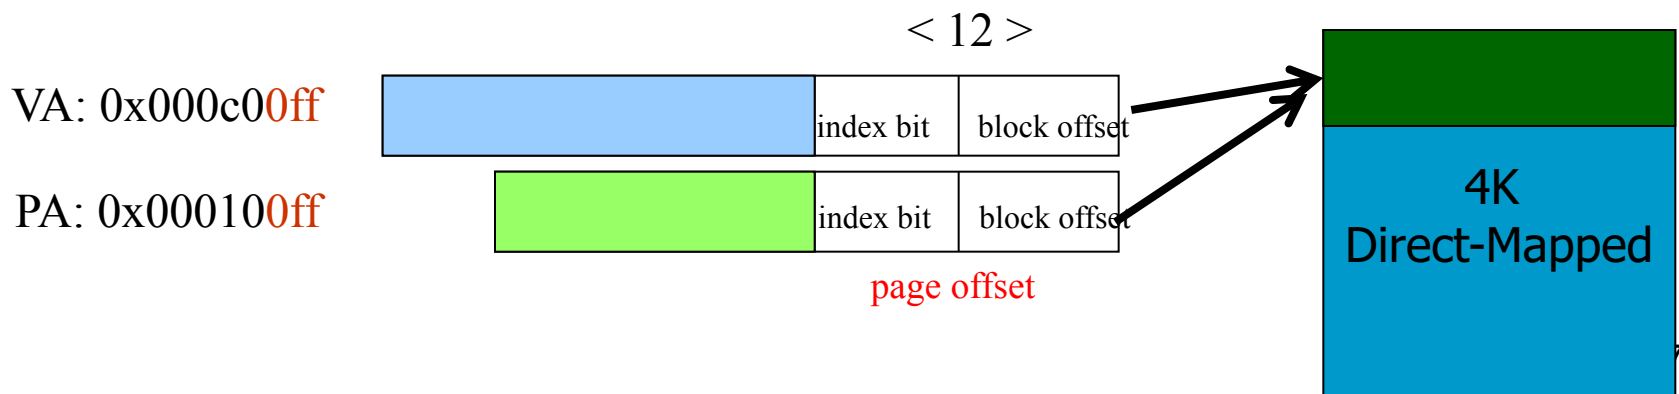 < 12 >
VA: 0x000c00ff
index bit
block offset
PA: 0x000100ff
index bit
block offset
page offset
4K
Direct-Mapped